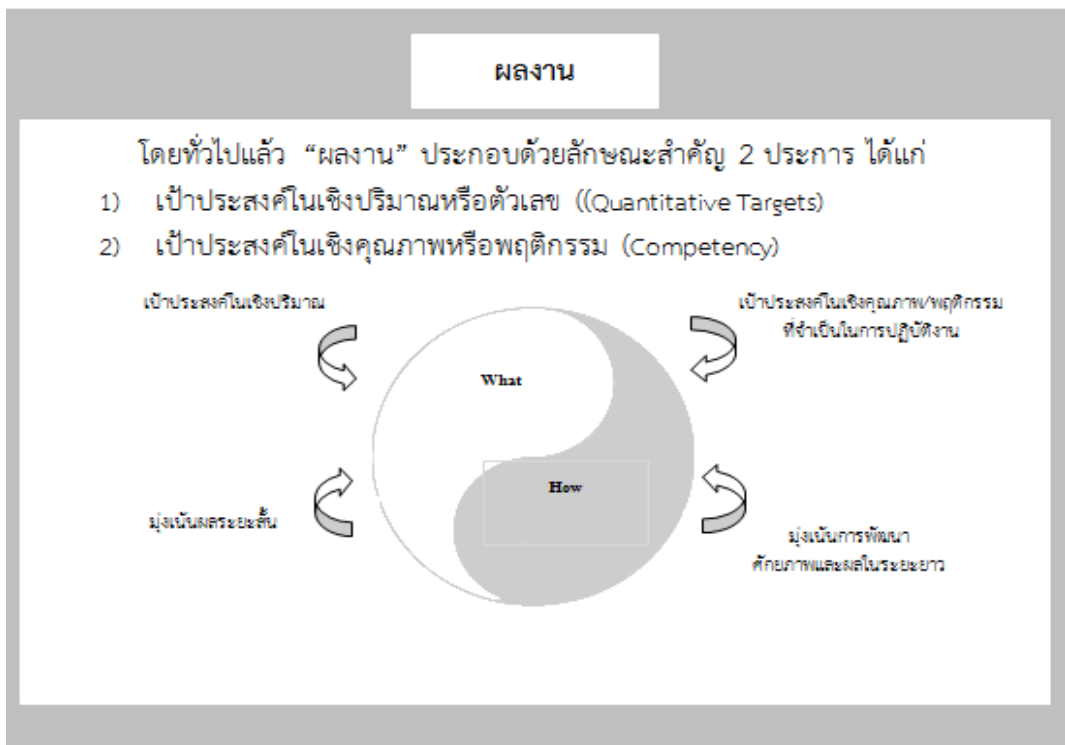 ผลงาน
โดยทั่วไปแล้ว “ผลงาน” ประกอบด้วยลักษณะสำคัญ 2 ประการ ได้แก่
1) เป้าประสงค์ในเชิงปริมาณหรือตัวเลข ((Quantitative Targets)
2) เป้าประสงค์ในเชิงคุณภาพหรือพฤติกรรม (Competency)
เป้าประสงค์ในเชิงปริมาณ
เป้าประสงค์ในเชิงคุณภาพ/พฤติกรรม
ที่จำเป็นในการปฏิบัติงาน
What
How
มุ่งเน้นผลระยะสั้น
มุ่งเน้นการพัฒนา
ศักยภาพและผลในระยะยาว